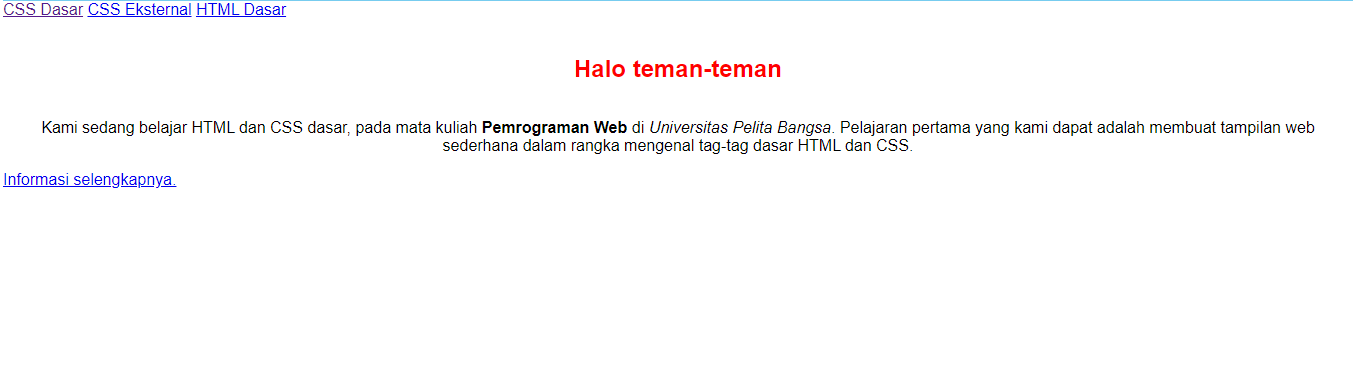 CSS Dasar CSS Eksternal HTML Dasar
Halo teman-teman
Kami sedang belajar HTML dan CSS dasar, pada mata kuliah Pemrograman Web di Universitas Pelita Bangsa. Pelajaran pertama yang kami dapat adalah membuat tampilan web
sederhana dalam rangka mengenal tag-tag dasar HTML dan CSS.
Informasi selengkapnya.